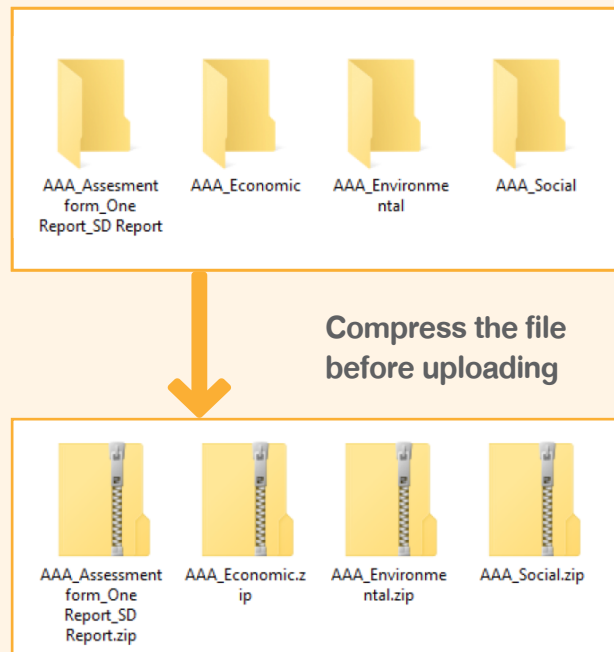 AAA_Assesment
form_One
Report_SD Report
AAA_Economic
AAA_Environme
ntal
AAA_Social
Compress the file
before uploading
AAA_Assessment
form_One
Report_SD
Report.zip
AAA_Economic.z
ip
AAA_Environme
ntal.zip
AAA_Social.zip